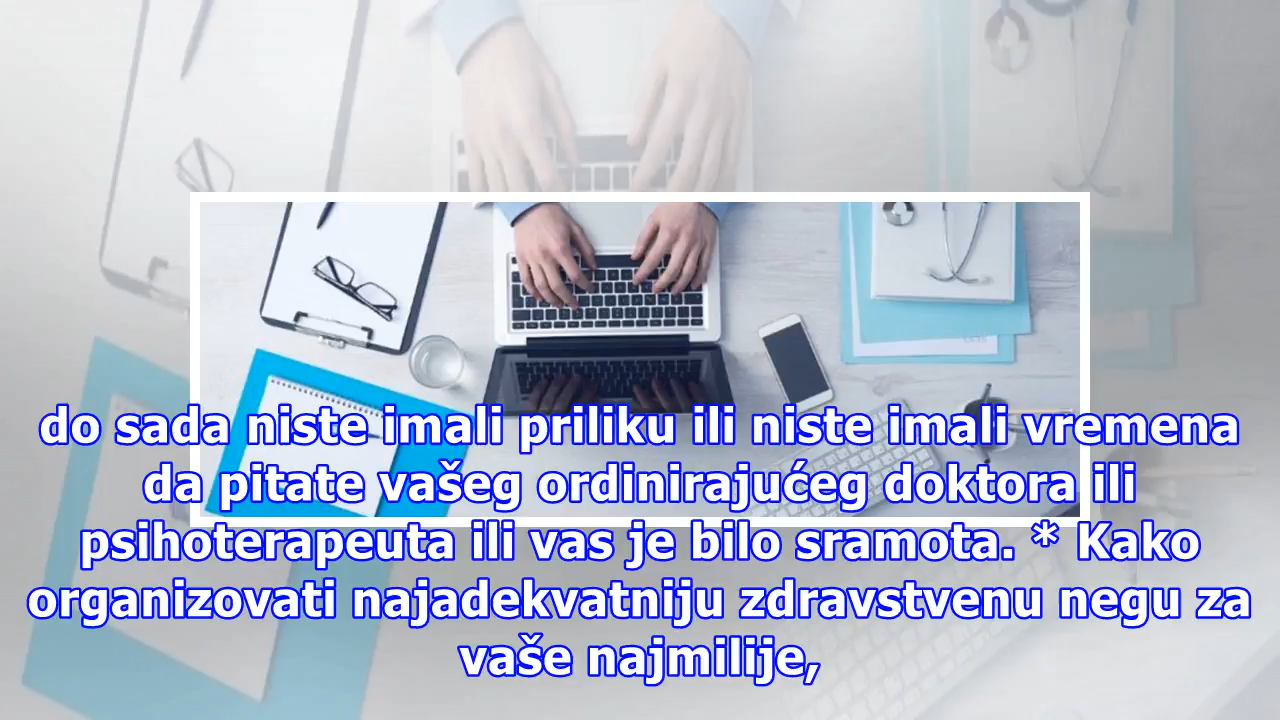 do sada niste imali priliku ili niste imali vremena
da pitate vašeg ordinirajućeg doktora ili
psihoterapeuta ili vas je bilo sramota. * Kako
organizovati najadekvatniju zdravstvenu negu za
vaše najmilije,